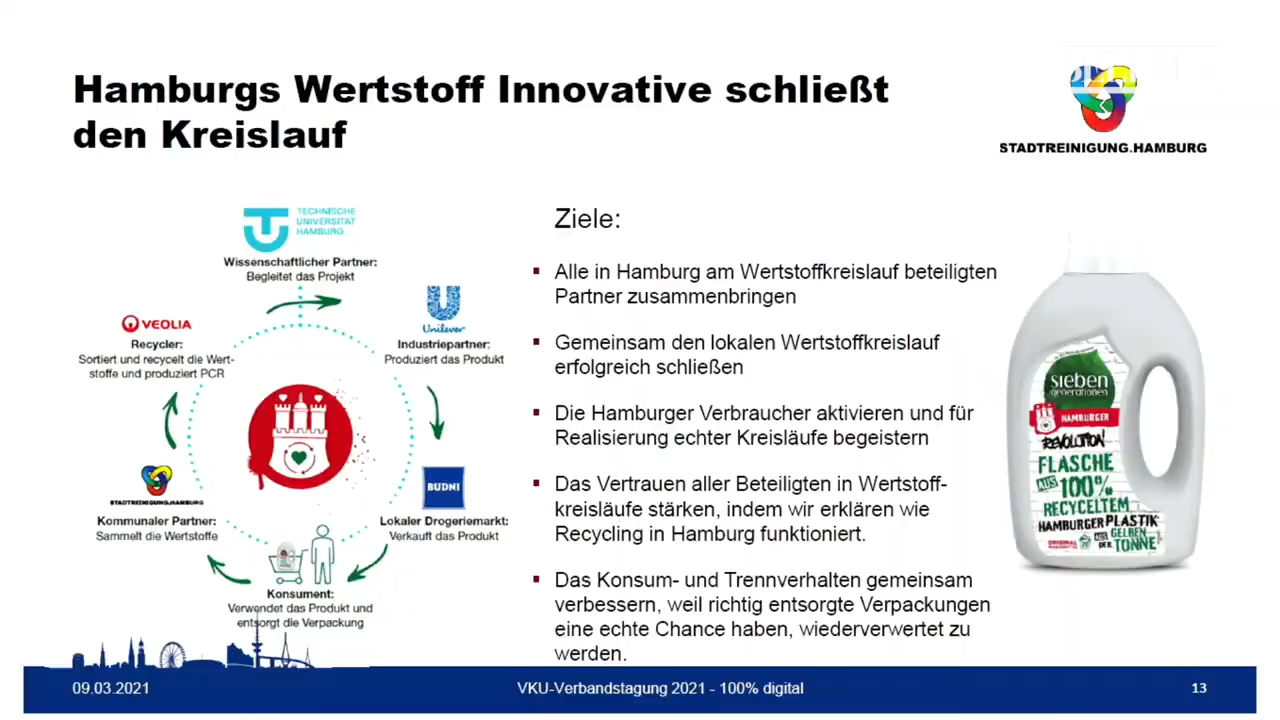 Hamburgs Wertstoff Innovative schließt
den Kreislauf
STADTREINIGUNG.HAMBURG
TECHNISCHE
UNIVERSITÄT
HAMBURG
Wissenschaftlicher Partner:
Begleitet das Projekt
Unilever
Industriepartner:
Produziert das Produkt
BUDNI
Lokaler Drogeriemarkt:
Verkauft das Produkt
Konsument:
Verwendet das Produkt und
entsorgt die Verpackung
STADTREINIGUNG.HAMBURG
Kommunaler Partner:
Sammelt die Wertstoffe
VEOLIA
Recycler:
Sortiert und recycelt die Wert-
stoffe und produziert PCR
Ziele:
▪ Alle in Hamburg am Wertstoffkreislauf beteiligten
Partner zusammenbringen
▪ Gemeinsam den lokalen Wertstoffkreislauf
erfolgreich schließen
▪ Die Hamburger Verbraucher aktivieren und für
Realisierung echter Kreisläufe begeistern
▪ Das Vertrauen aller Beteiligten in Wertstoff-
kreisläufe stärken, indem wir erklären wie
Recycling in Hamburg funktioniert.
▪ Das Konsum- und Trennverhalten gemeinsam
verbessern, weil richtig entsorgte Verpackungen
eine echte Chance haben, wiederverwertet zu
werden.
sieben
generationen
HAMBURGER
REVOLUTION
FLASCHE
AUS 100%
RECYCELTEM
HAMBURGER PLASTIK
AUS DER GELBEN
TONNE
09.03.2021
VKU-Verbandstagung 2021 - 100% digital
13